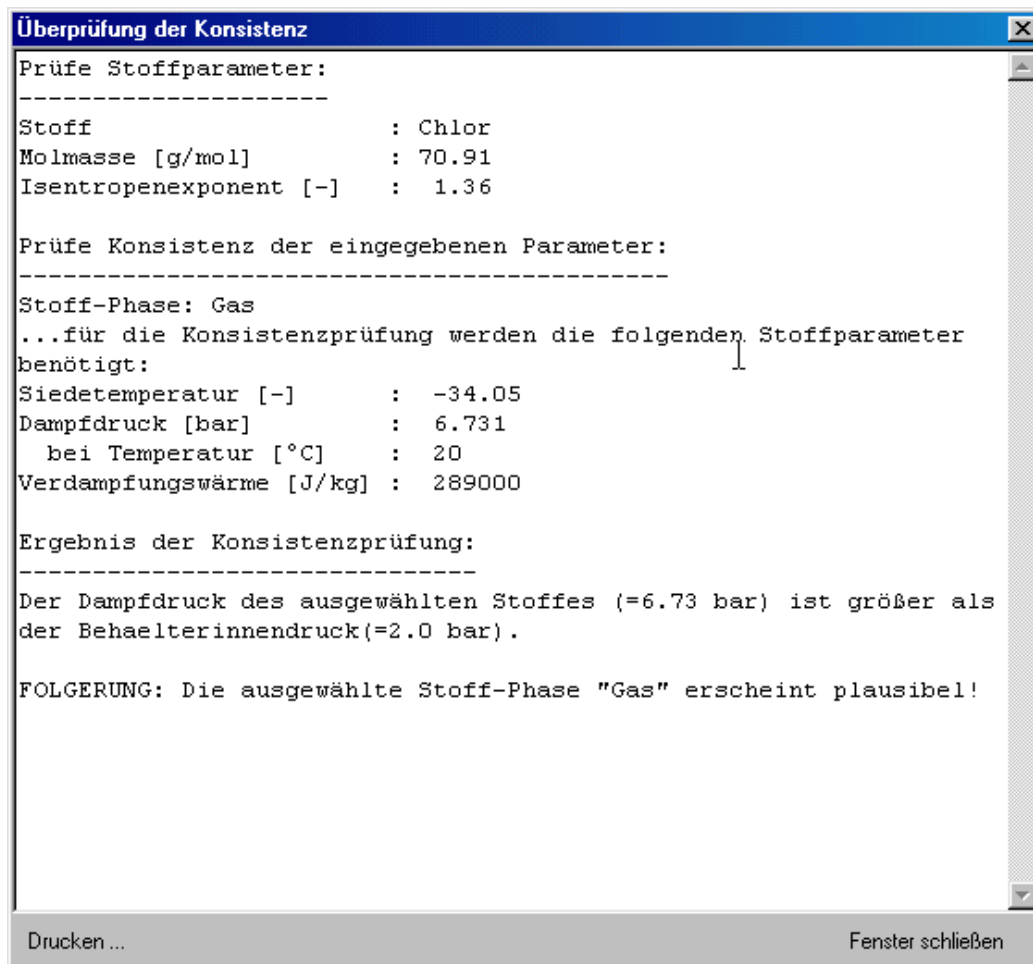 Überprüfung der Konsistenz
Prüfe Stoffparameter:
----------------------
Stoff : Chlor
Molmasse [g/mol] : 70.91
Isentropenexponent [-] : 1.36
Prüfe Konsistenz der eingegebenen Parameter:
----------------------------------------------
Stoff-Phase: Gas
...für die Konsistenzprüfung werden die folgenden Stoffparameter
benötigt:
Siedetemperatur [-] : -34.05
Dampfdruck [bar] : 6.731
bei Temperatur [°C] : 20
Verdampfungswärme [J/kg] : 289000
Ergebnis der Konsistenzprüfung:
--------------------------------
Der Dampfdruck des ausgewählten Stoffes (=6.73 bar) ist größer als
der Behaelterinnendruck(=2.0 bar).
FOLGERUNG: Die ausgewählte Stoff-Phase "Gas" erscheint plausibel!
Drucken ... Fenster schließen